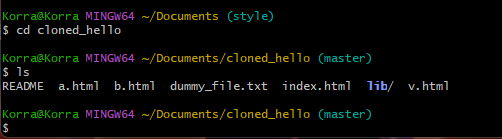 Korra@Korra MINGW64 ~/Documents (style)
$ cd cloned_hello
Korra@Korra MINGW64 ~/Documents/cloned_hello (master)
$ ls
README a.html b.html dummy_file.txt index.html lib/ v.html
Korra@Korra MINGW64 ~/Documents/cloned_hello (master)
$